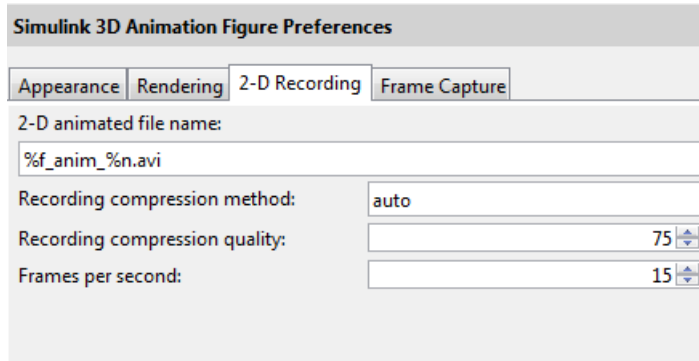 Simulink 3D Animation Figure Preferences
Appearance Rendering 2-D Recording Frame Capture
2-D animated file name:
%f_anim_%n.avi
Recording compression method: auto
Recording compression quality: 75
Frames per second: 15